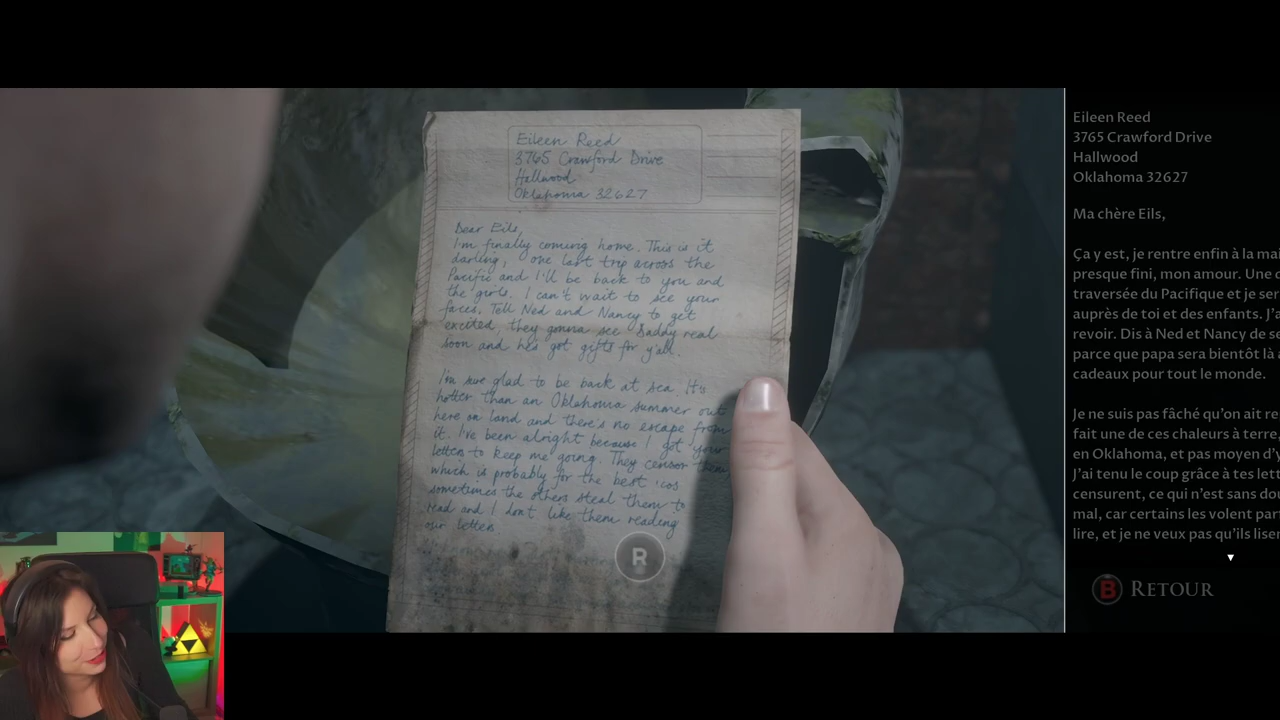 Eileen Reed
3765 Crawford Drive
Hallwood
Oklahoma 32627
Dear Eils,
I'm finally coming home. This is it
darling, one last trip across the
Pacific and I'll be back to you and
the girls. I can't wait to see your
faces. Tell Ned and Nancy to get
excited, they gonna see Daddy real
soon and he's got gifts for y'all.
I'm sure glad to be back at sea. It's
hotter than an Oklahoma summer out
here on land and there's no escape from
it. I've been alright because I got your
letters to keep me going. They censor them
which is probably for the best 'cos
sometimes the others steal them to
read and I don't like them reading
our letters
R
Eileen Reed
3765 Crawford Drive
Hallwood
Oklahoma 32627
Ma chère Eils,
Ça y est, je rentre enfin à la mai
presque fini, mon amour. Une d
traversée du Pacifique et je ser
auprès de toi et des enfants. J'a
revoir. Dis à Ned et Nancy de se
parce que papa sera bientôt là a
cadeaux pour tout le monde.
Je ne suis pas fâché qu'on ait re
fait une de ces chaleurs à terre,
en Oklahoma, et pas moyen d'y
J'ai tenu le coup grâce à tes lett
censurent, ce qui n'est sans dou
mal, car certains les volent par
lire, et je ne veux pas qu'ils liser
B RETOUR